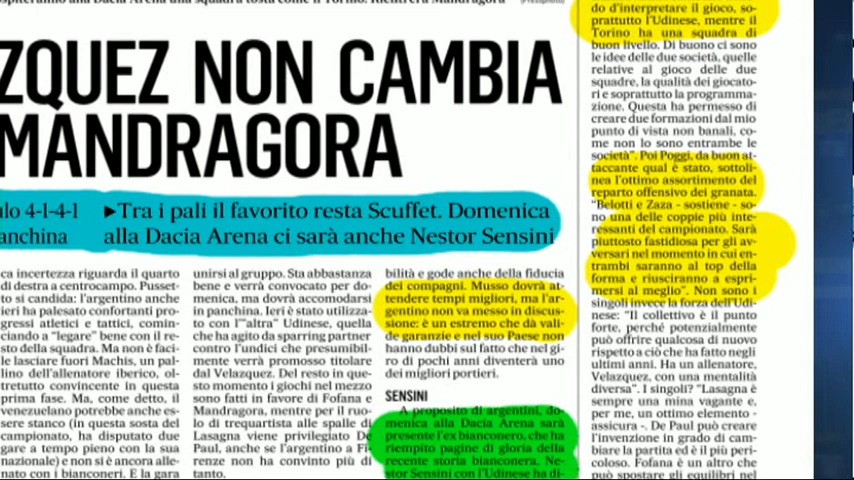 ZQUEZ NON CAMBIA
MANDRAGORA
lo 4-1-4-1
anchina
▶Tra i pali il favorito resta Scuffet. Domenica
alla Dacia Arena ci sarà anche Nestor Sensini
ca incertezza riguarda il quarto
di destra a centrocampo. Pusset-
to si candida: l'argentino anche
ieri ha palesato confortanti pro-
gressi atletici e tattici, comin-
ciando a "legare" bene con il re-
sto della squadra. Ma non è faci-
le lasciare fuori Machis, un pal-
lino dell'allenatore iberico, ol-
tretutto convincente in questa
prima fase. Ma, come detto, il
venezuelano potrebbe anche es-
sere stanco (in questa sosta del
campionato, ha disputato due
gare a tempo pieno con la sua
nazionale) e non si è ancora alle-
nato con i bianconeri. E la gara
unirsi al gruppo. Sta abbastanza
bene e verrà convocato per do-
menica, ma dovrà accomodarsi
in panchina. Ieri è stato utilizza-
to con l'"altra" Udinese, quella
che ha agito da sparring partner
contro l'undici che presumibil-
mente verrà promosso titolare
dal Velazquez. Del resto in que-
sto momento i giochi nel mezzo
sono fatti in favore di Fofana e
Mandragora, mentre per il ruo-
lo di trequartista alle spalle di
Lasagna viene privilegiato De
Paul, anche se l'argentino a Fi-
renze non ha convinto più di
tanto.
bilità e gode anche della fiducia
dei compagni. Musso dovrà at-
tendere tempi migliori, ma l'ar-
gentino non va messo in discus-
sione: è un estremo che dà vali-
de garanzie e nel suo Paese non
hanno dubbi sul fatto che nel gi-
ro di pochi anni diventerà uno
dei migliori portieri.
SENSINI
A proposito di argentini, do-
menica alla Dacia Arena sarà
presente l'ex bianconero, che ha
riempito pagine di gloria della
recente storia bianconera. Ne-
stor Sensini con l'Udinese ha di-
do d'interpretare il gioco, so-
prattutto l'Udinese, mentre il
Torino ha una squadra di
buon livello. Di buono ci sono
le idee delle due società, quelle
relative al gioco delle due
squadre, la qualità dei giocato-
ri e soprattutto la programma-
zione. Questa ha permesso di
creare due formazioni dal mio
punto di vista non banali, co-
me non lo sono entrambe le
società". Poi Poggi, da buon at-
taccante qual è stato, sottoli-
nea l'ottimo assortimento del
reparto offensivo dei granata.
"Belotti e Zaza - sostiene - so-
no una delle coppie più inte-
ressanti del campionato. Sarà
piuttosto fastidiosa per gli av-
versari nel momento in cui en-
trambi saranno al top della
forma e riusciranno a espri-
mersi al meglio". Non sono i
singoli invece la forza dell'Udi-
nese: "Il collettivo è il punto
forte, perché potenzialmente
può offrire qualcosa di nuovo
rispetto a ciò che ha fatto negli
ultimi anni. Ha un allenatore,
Velazquez, con una mentalità
diversa". I singoli? "Lasagna è
sempre una mina vagante e,
per me, un ottimo elemento -
assicura -. De Paul può creare
l'invenzione in grado di cam-
biare la partita ed è il più peri-
coloso. Fofana è un altro che
può spostare gli equilibri nel